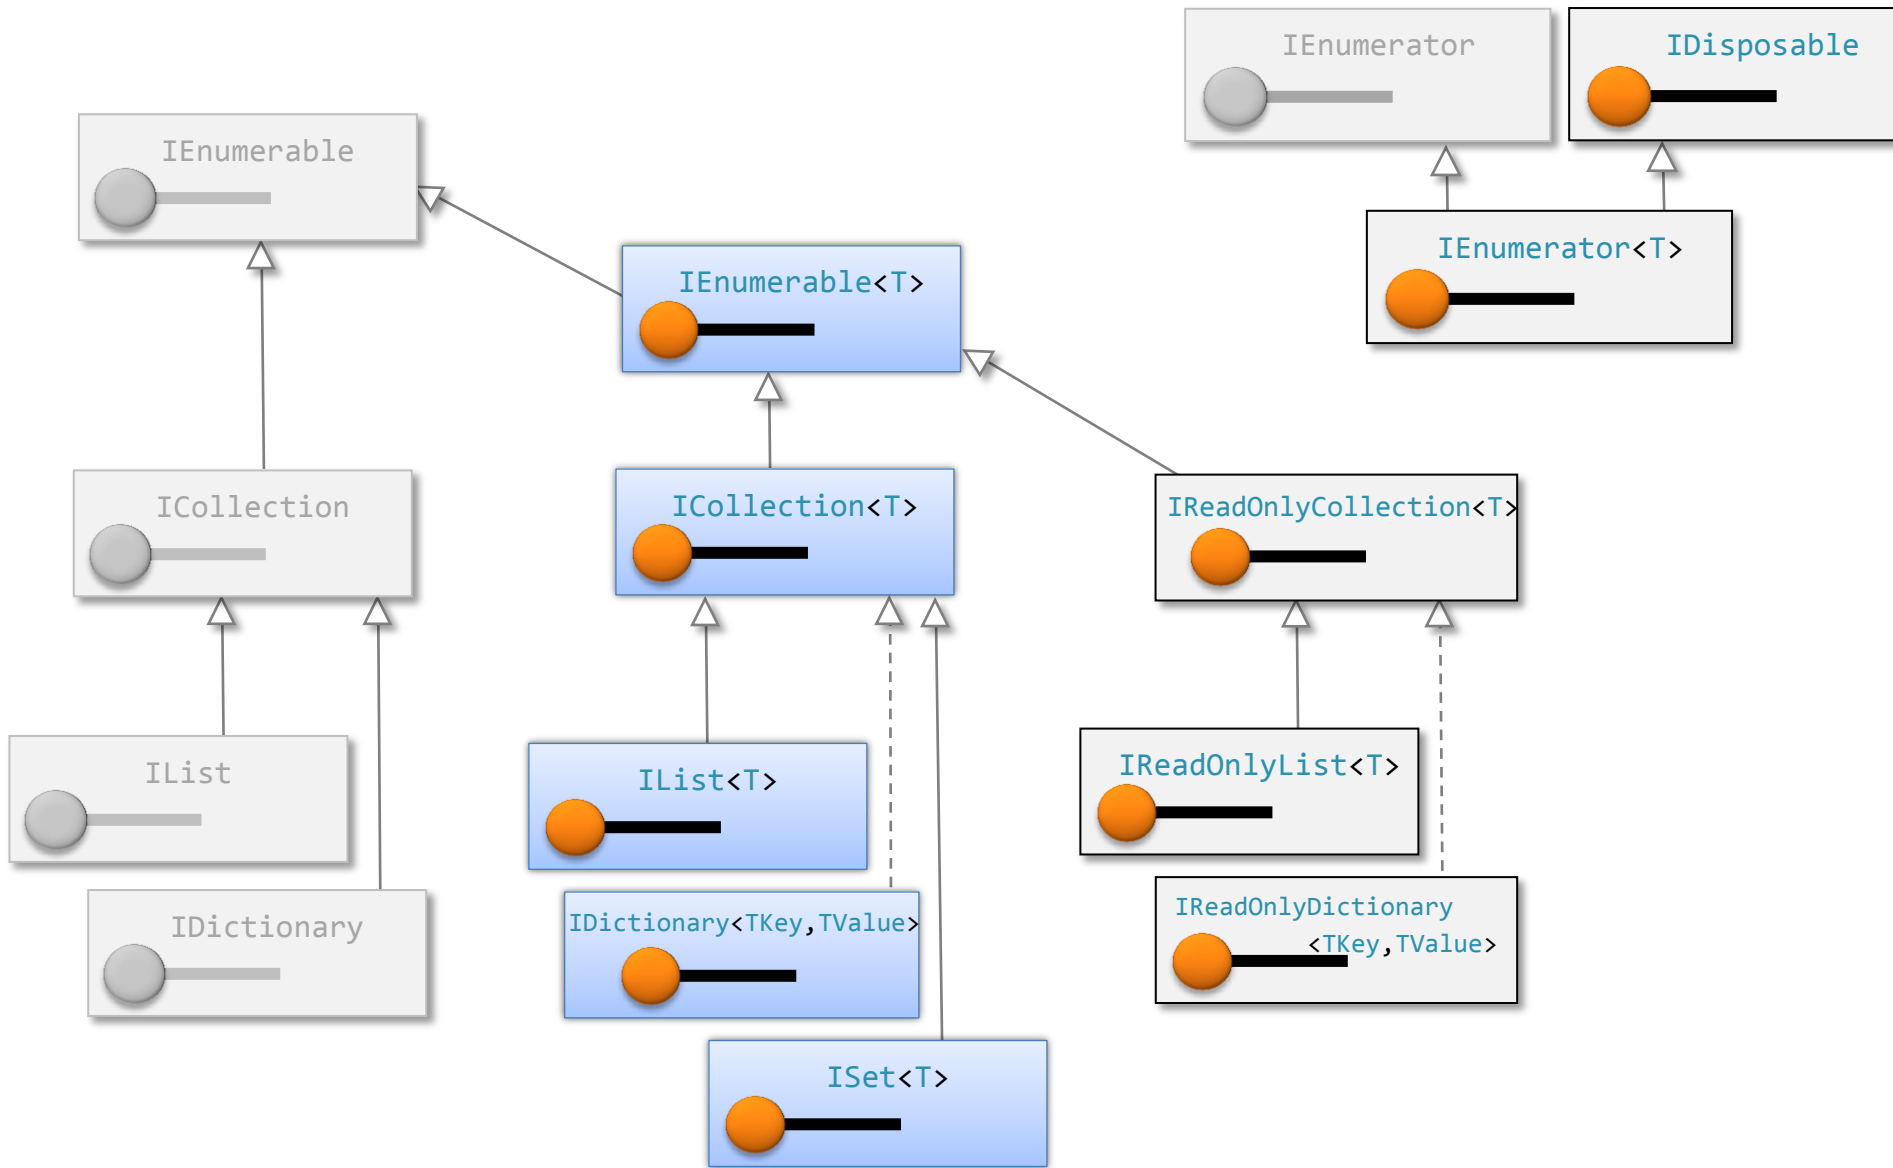 IEnumerator
IDisposable
IEnumerable
IEnumerator<T>
IEnumerable<T>
ICollection
ICollection<T>
IReadOnlyCollection<T>
IList
IList<T>
IReadOnlyList<T>
IDictionary
IDictionary<TKey,TValue>
IReadOnlyDictionary
<TKey,TValue>
ISet<T>